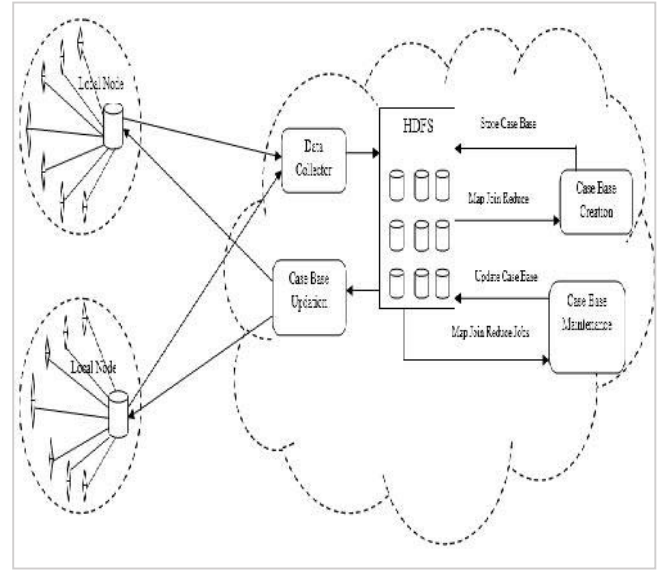 Local Node
Data
Collector
HDFS
Store Case Base
Case Base
Creation
Map Join Reduce
Case Base
Updation
Update Case Base
Case Base
Maintenance
Map Join Reduce Jobs
Local Node